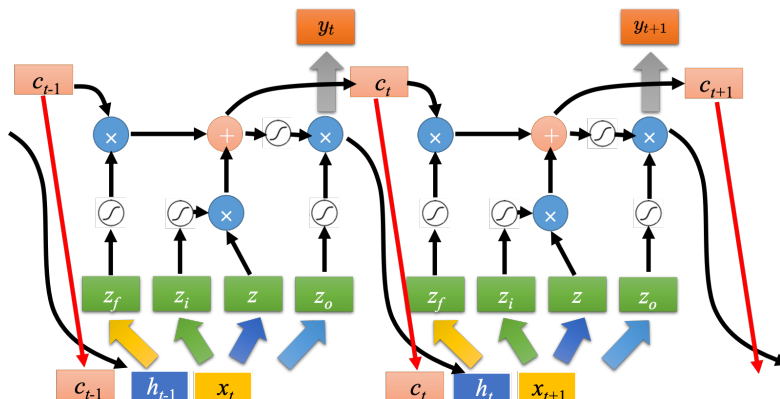 y_t y_{t+1}
c_{t-1} c_t c_{t+1}
× + × × + ×
× ×
z_f z_i z z_o z_f z_i z z_o
c_{t-1} h_{t-1} x_t c_t h_t x_{t+1}